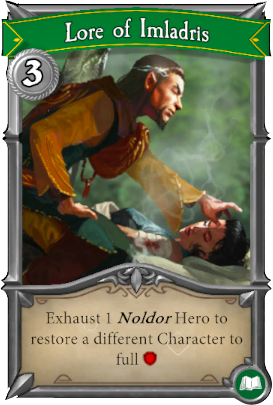 Lore of Imladris
3
Exhaust 1 Noldor Hero to
restore a different Character to
full